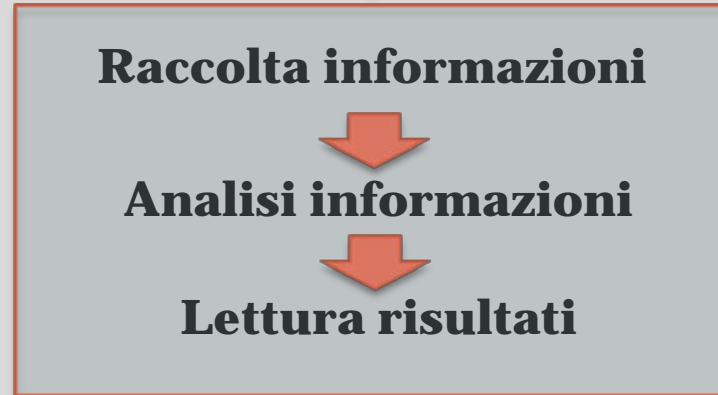 Raccolta informazioni
Analisi informazioni
Lettura risultati